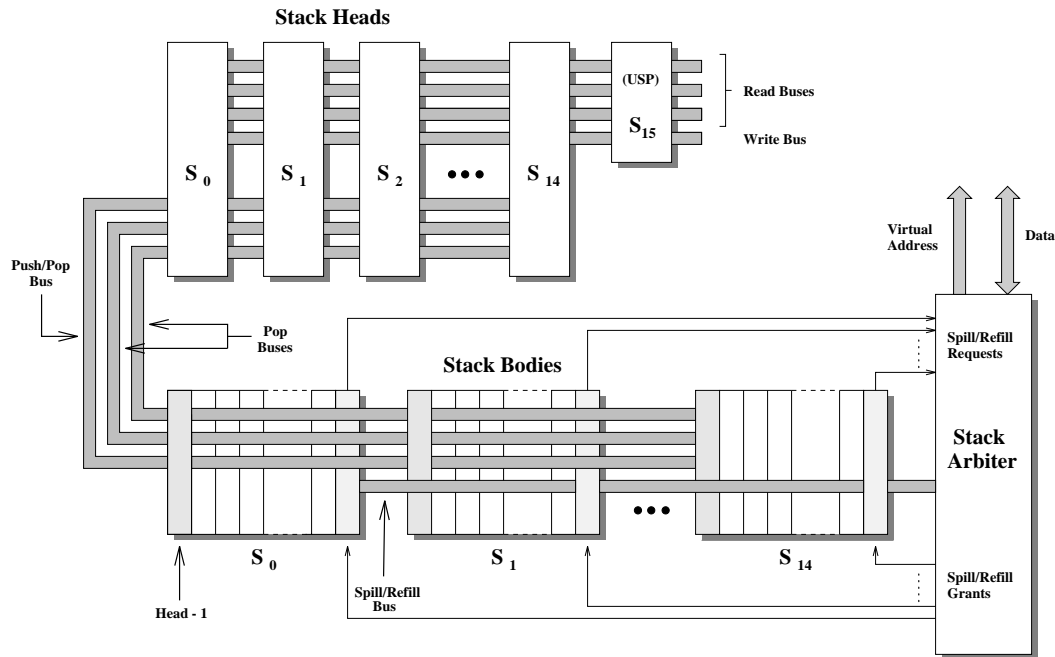 Stack Heads
(USP)
S 0
S 1
S 2
S 14
S 15
Read Buses
Write Bus
Virtual
Address
Data
Push/Pop
Bus
Pop
Buses
Stack Bodies
Spill/Refill
Requests
Stack
Arbiter
S 0
S 1
S 14
Spill/Refill
Bus
Head - 1
Spill/Refill
Grants